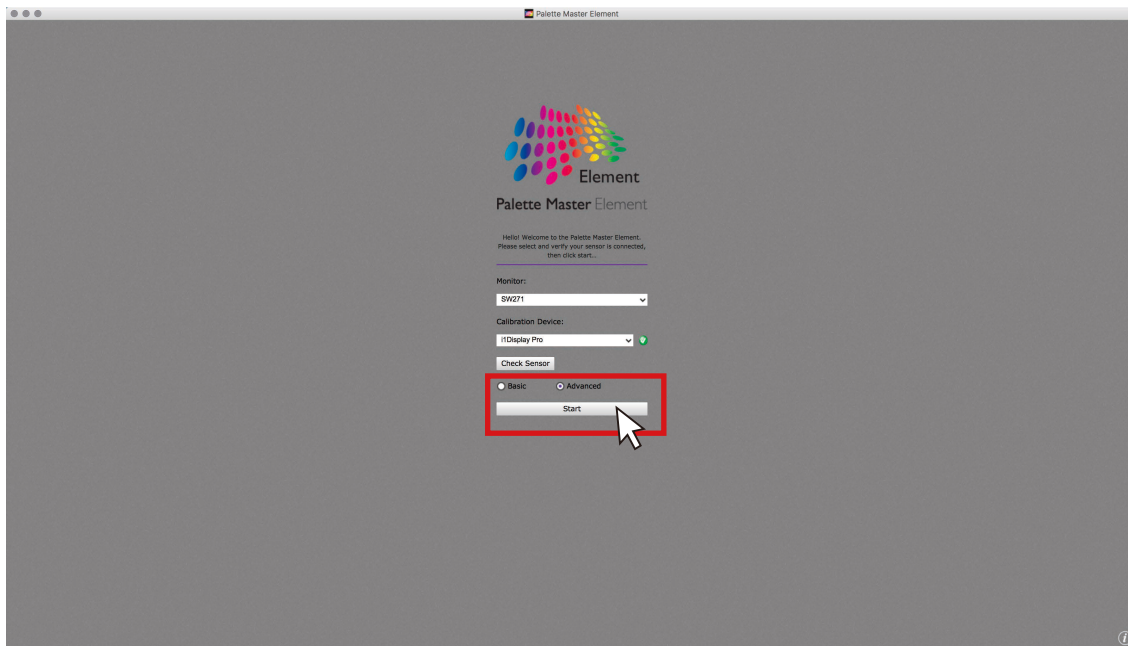 Palette Master Element
Element
Palette Master Element
Hello! Welcome to the Palette Master Element.
Please select and verify your sensor is connected,
then click start...
Monitor:
SW271
Calibration Device:
i1Display Pro
Check Sensor
Basic Advanced
Start
i